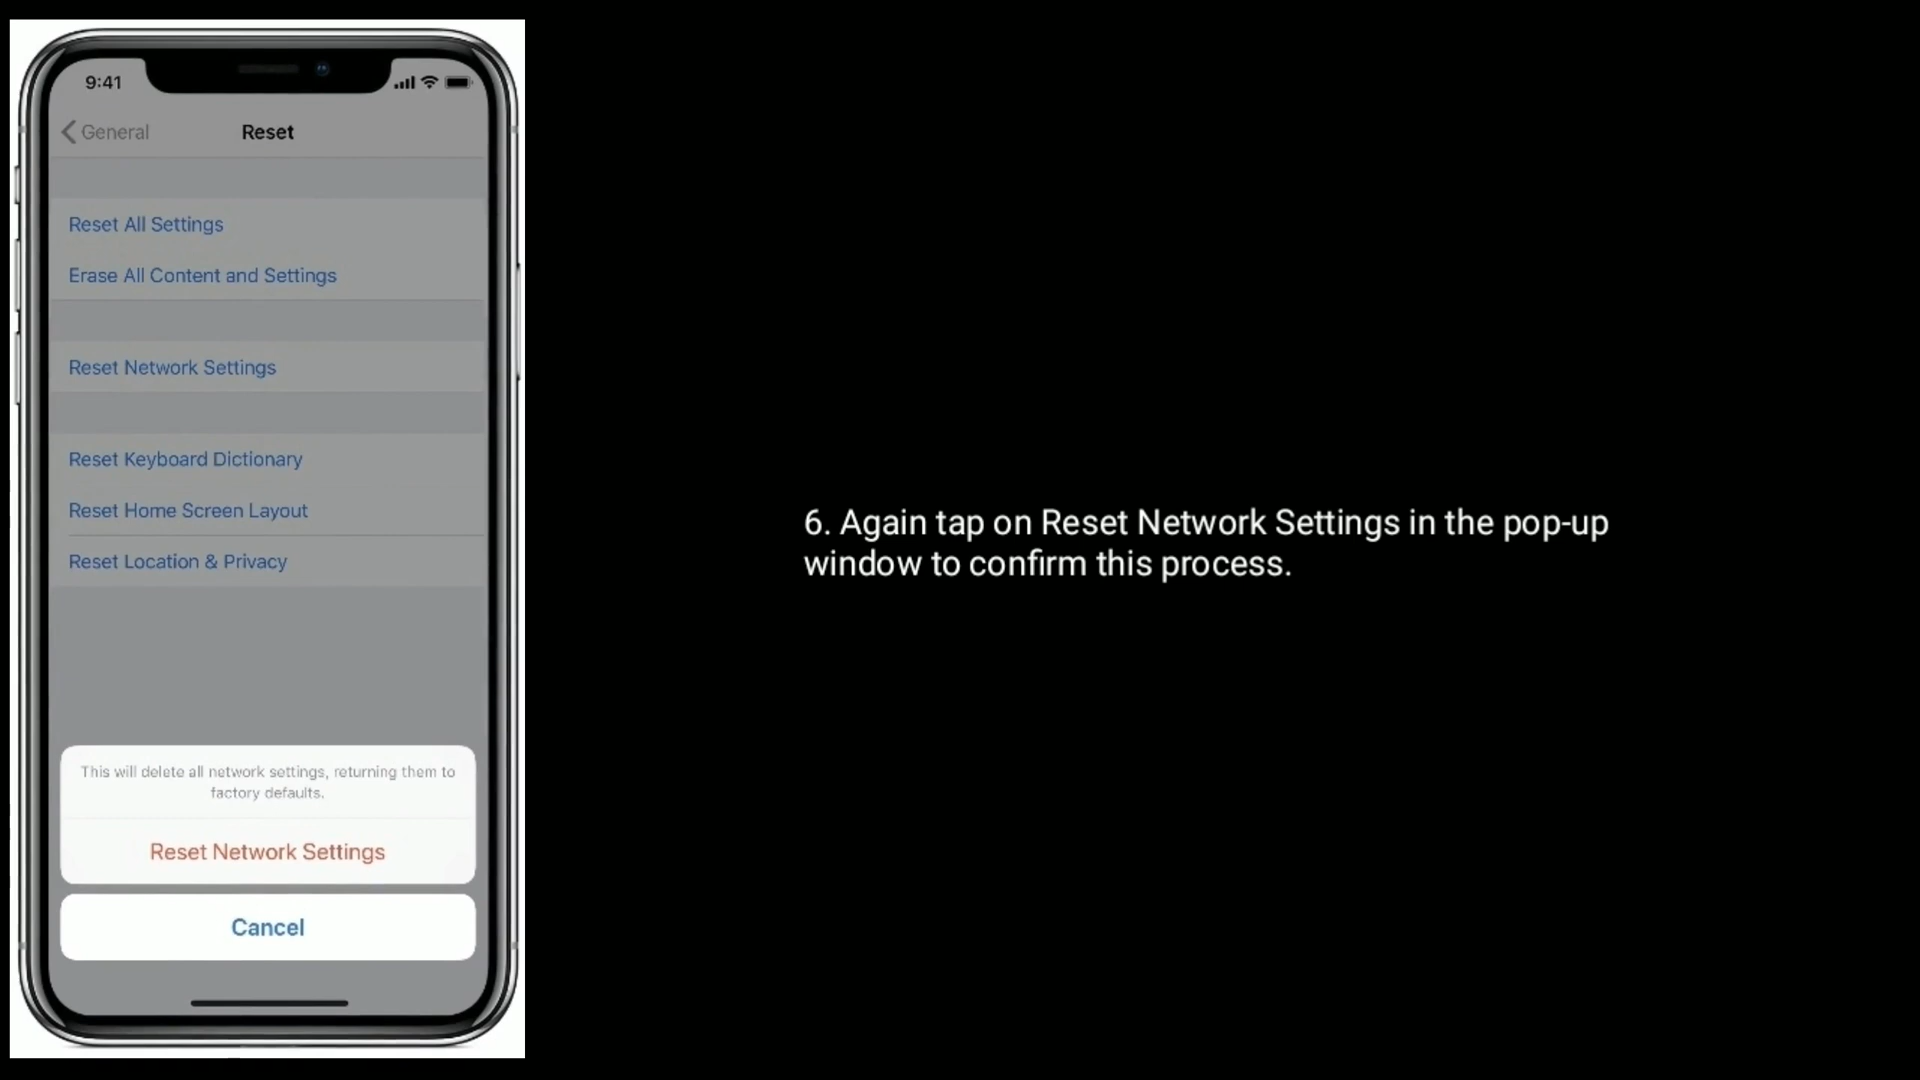 9:41
General
Reset
Reset All Settings
Erase All Content and Settings
Reset Network Settings
Reset Keyboard Dictionary
Reset Home Screen Layout
Reset Location & Privacy
This will delete all network settings, returning them to
factory defaults.
Reset Network Settings
Cancel
6. Again tap on Reset Network Settings in the pop-up
window to confirm this process.